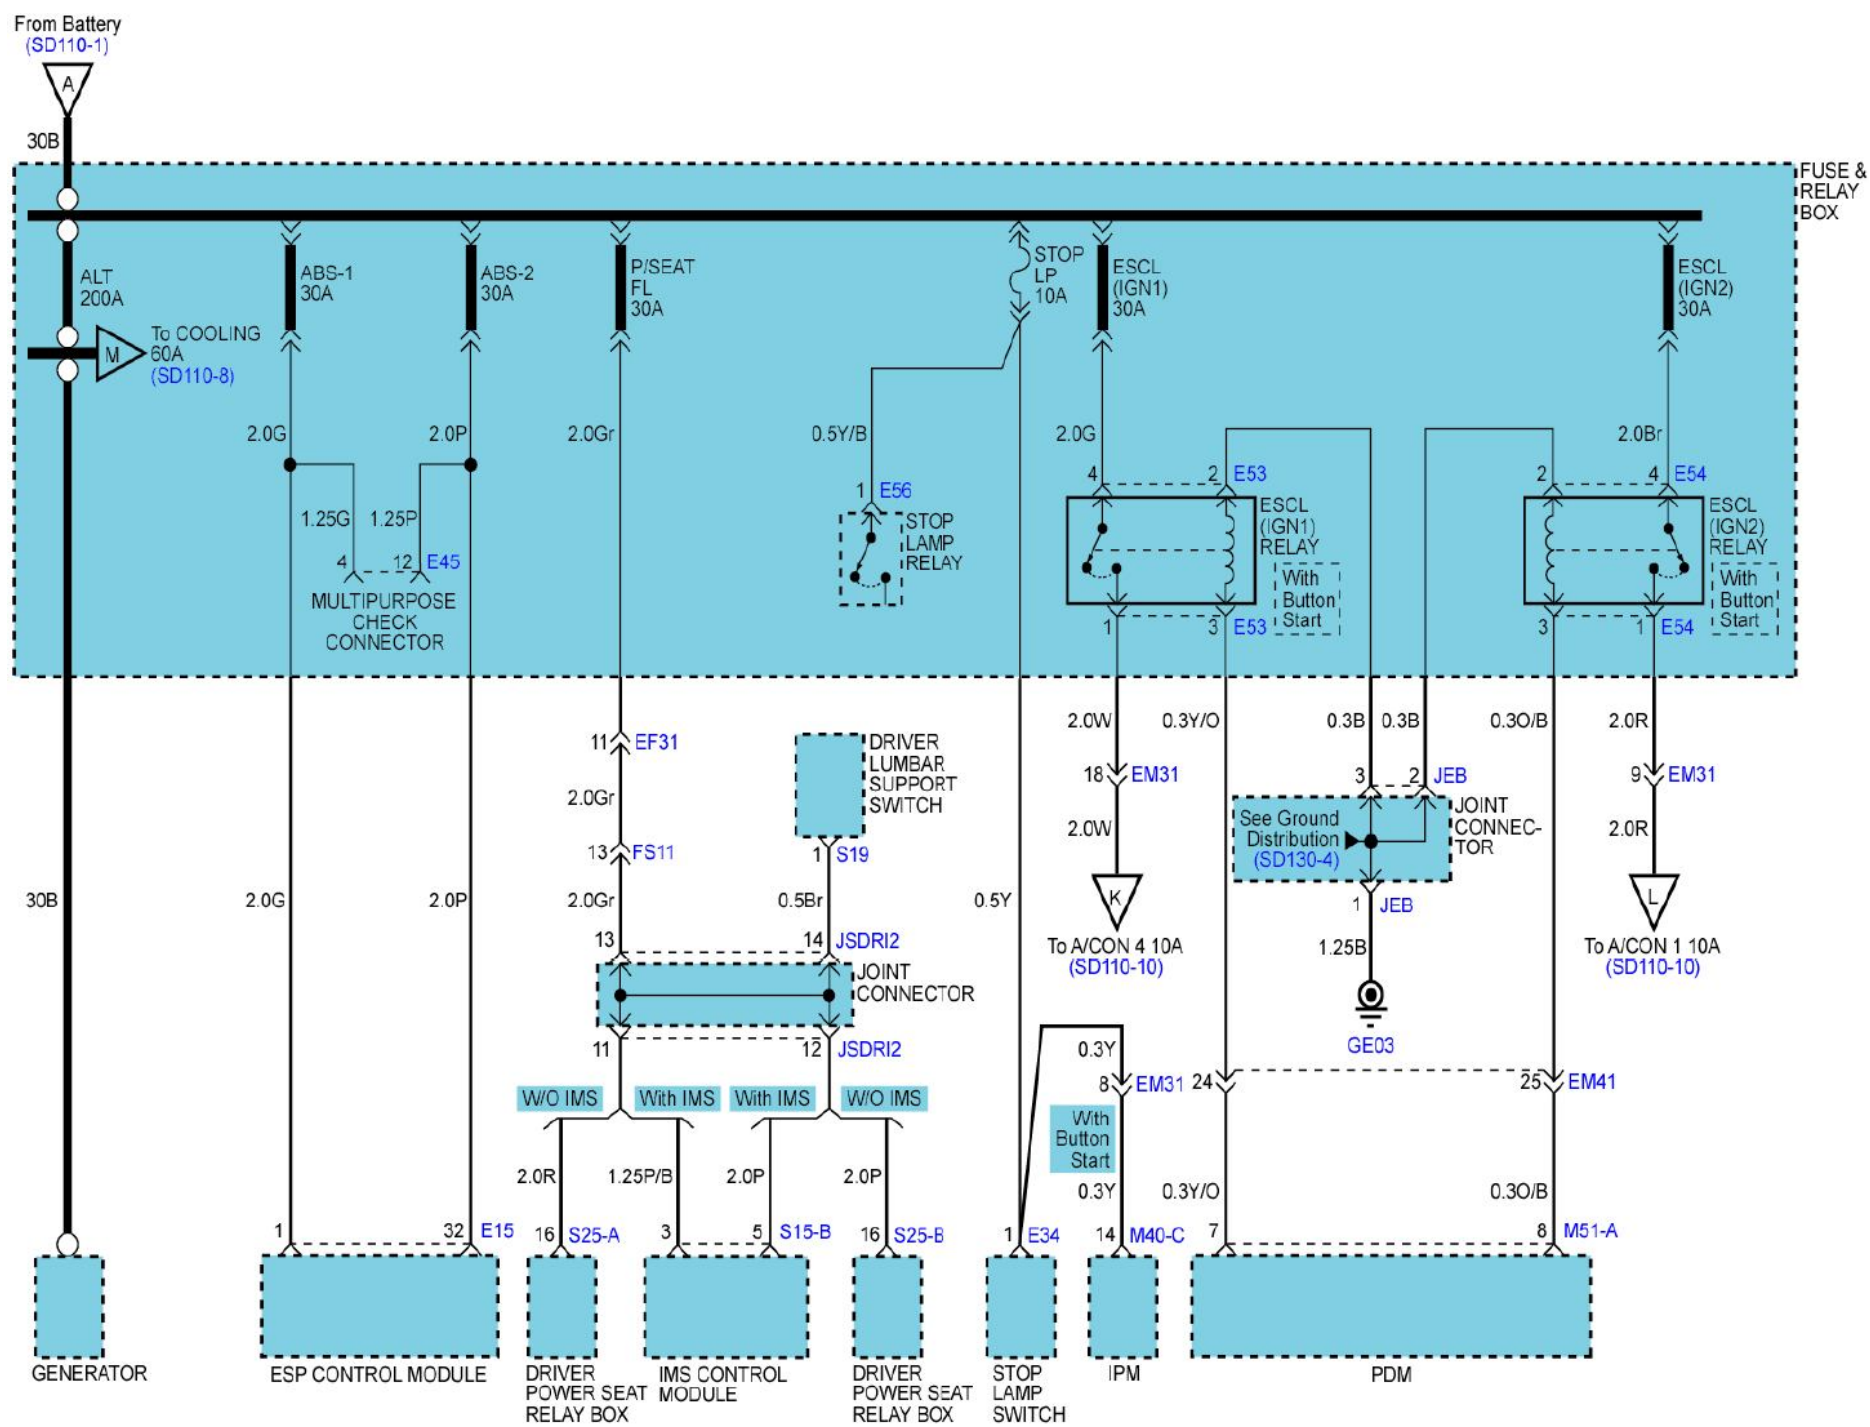 From Battery
(SD110-1)
A
30B
FUSE &
RELAY
BOX
ALT
200A
M
To COOLING
60A
(SD110-8)
ABS-1
30A
ABS-2
30A
P/SEAT
FL
30A
STOP
LP
10A
ESCL
(IGN1)
30A
ESCL
(IGN2)
30A
2.0G
2.0P
2.0Gr
0.5Y/B
2.0G
2.0Br
1.25G
1.25P
4
12
E45
MULTIPURPOSE
CHECK
CONNECTOR
1
E56
STOP
LAMP
RELAY
4
2
E53
ESCL
(IGN1)
RELAY
With
Button
Start
1
3
E53
2
4
E54
ESCL
(IGN2)
RELAY
With
Button
Start
3
1
E54
2.0W
0.3Y/O
0.3B
0.3B
0.3O/B
2.0R
11
EF31
2.0Gr
13
FS11
DRIVER
LUMBAR
SUPPORT
SWITCH
1
S19
18
EM31
2.0W
3
2
JEB
See Ground
Distribution
(SD130-4)
JOINT
CONNEC-
TOR
9
EM31
2.0R
30B
2.0G
2.0P
2.0Gr
0.5Br
0.5Y
K
To A/CON 4 10A
(SD110-10)
1
JEB
1.25B
GE03
L
To A/CON 1 10A
(SD110-10)
13
14
JSDRI2
JOINT
CONNECTOR
11
12
JSDRI2
W/O IMS
With IMS
With IMS
W/O IMS
0.3Y
8
EM31
24
25
EM41
With
Button
Start
2.0R
1.25P/B
2.0P
2.0P
0.3Y
0.3Y/O
0.3O/B
1
32
E15
16
S25-A
3
5
S15-B
16
S25-B
1
E34
14
M40-C
7
8
M51-A
GENERATOR
ESP CONTROL MODULE
DRIVER
POWER SEAT
RELAY BOX
IMS CONTROL
MODULE
DRIVER
POWER SEAT
RELAY BOX
STOP
LAMP
SWITCH
IPM
PDM